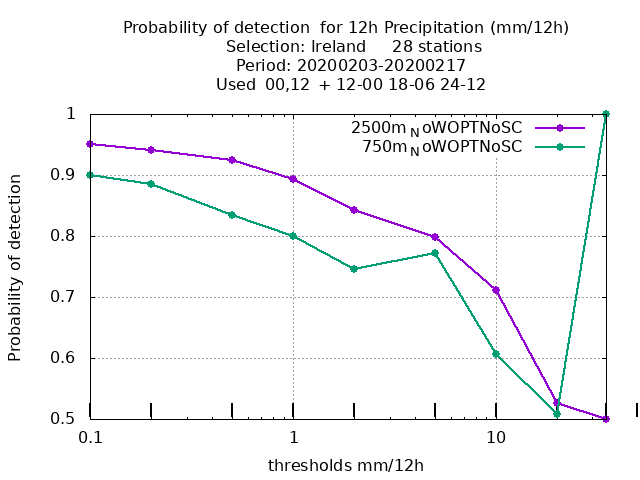 Probability of detection  for 12h Precipitation (mm/12h)
Selection: Ireland     28 stations
Period: 20200203-20200217
Used  00,12  + 12-00 18-06 24-12
2500m_NoWOPTNoSC
750m_NoWOPTNoSC
1
0.9
0.8
0.7
0.6
0.5
Probability of detection
0.1
1
10
thresholds mm/12h